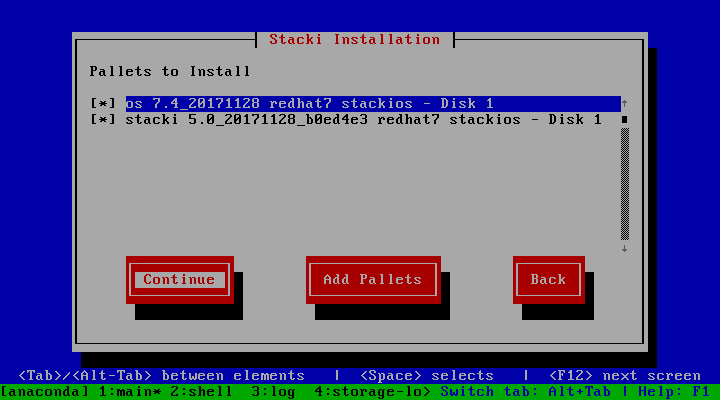 Stacki Installation
Pallets to Install
[*] os 7.4_20171128 redhat7 stackios - Disk 1 ↑
[*] stacki 5.0_20171128_b0ed4e3 redhat7 stackios - Disk 1
↓
Continue Add Pallets Back
<Tab>/<Alt-Tab> between elements | <Space> selects | <F12> next screen
[anaconda] 1:main* 2:shell 3:log 4:storage-lo> Switch tab: Alt+Tab | Help: F1